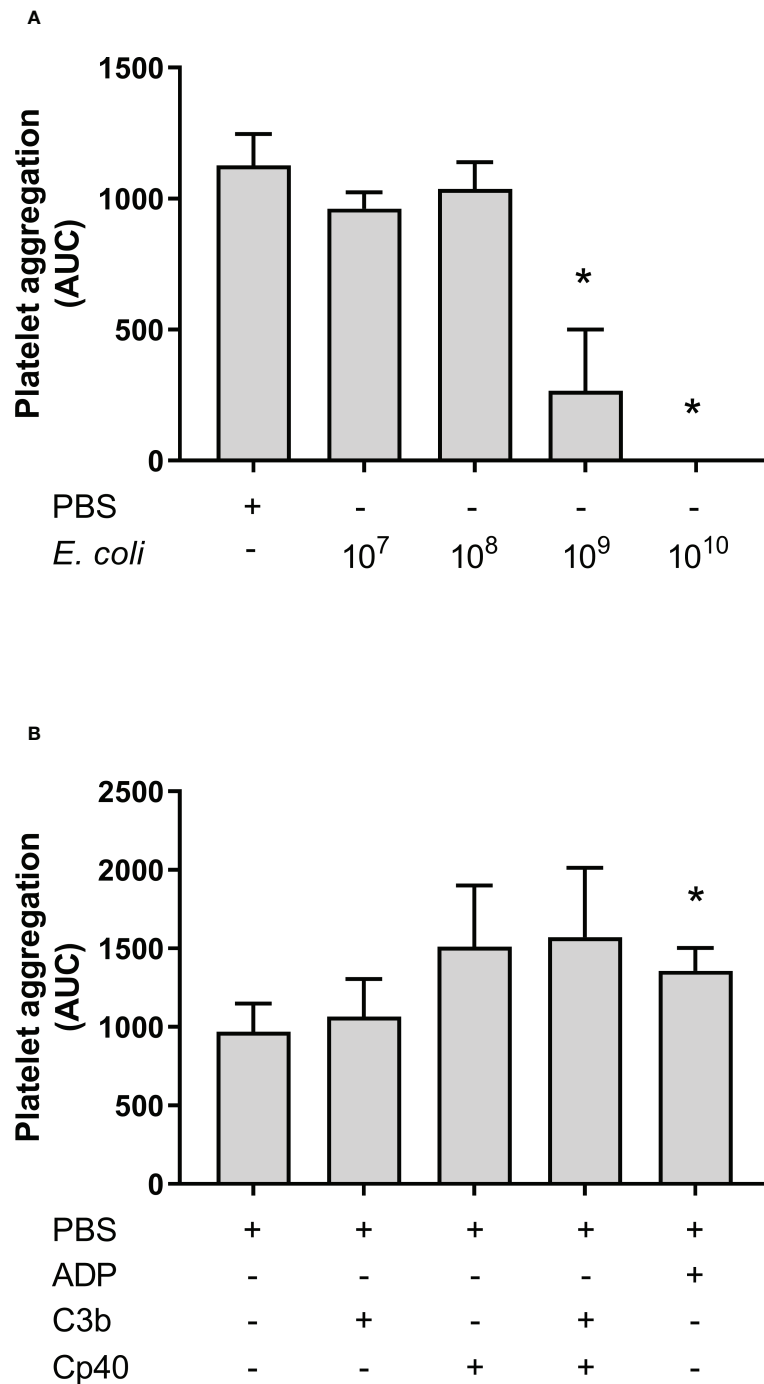 A
1500
1000
500
0
Platelet aggregation
(AUC)
*
*
PBS + - - - -
E. coli - 10⁷ 10⁸ 10⁹ 10¹⁰
B
2500
2000
1500
1000
500
0
Platelet aggregation
(AUC)
*
PBS + + + + +
ADP - - - - +
C3b - + - + -
Cp40 - - + + -